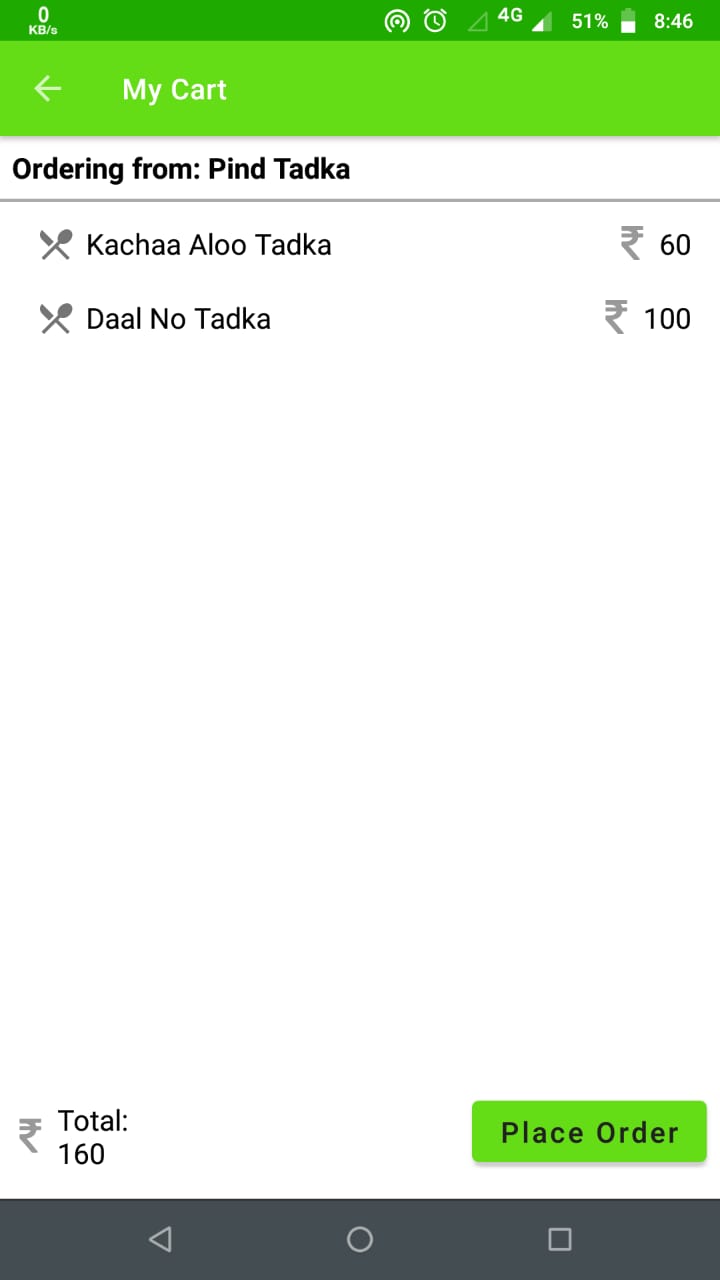 0
KB/s
4G
51%
8:46
My Cart
Ordering from: Pind Tadka
Kachaa Aloo Tadka ₹ 60
Daal No Tadka ₹ 100
₹ Total:
160
Place Order